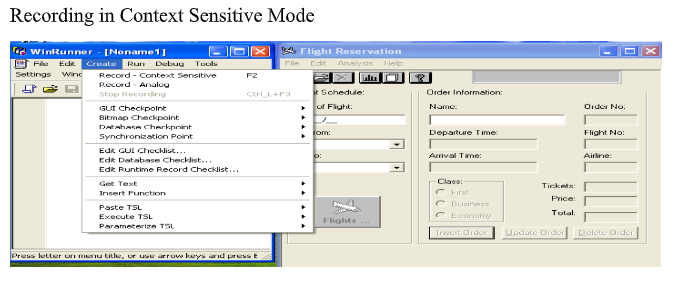 Recording in Context Sensitive Mode
WinRunner - [Noname1]
File Edit Create Run Debug Tools
Settings Wind
Record - Context Sensitive F2
Record - Analog
Stop Recording Ctrl_L+F3
GUI Checkpoint
Bitmap Checkpoint
Database Checkpoint
Synchronization Point
Edit GUI Checklist...
Edit Database Checklist...
Edit Runtime Record Checklist...
Get Text
Insert Function
Paste TSL
Execute TSL
Parameterize TSL
Press letter on menu title, or use arrow keys and press E
Flight Reservation
File Edit Analysis Help
t Schedule:
of Flight:
__/__
rom:
o:
Flights ...
Order Information:
Name: Order No:
Departure Time: Flight No:
Arrival Time: Airline:
Class:
First
Business
Economy
Tickets:
Price:
Total:
Insert Order Update Order Delete Order